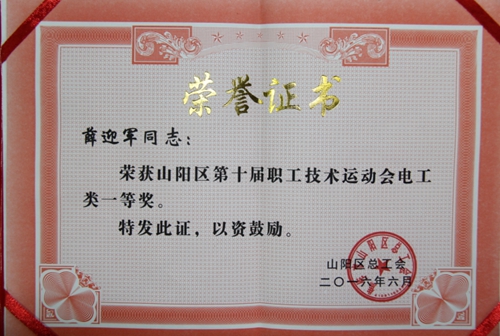 荣誉证书
薛迎军同志：
荣获山阳区第十届职工技术运动会电工
类一等奖。
特发此证，以资鼓励。
山阳区总工会
二〇一六年六月